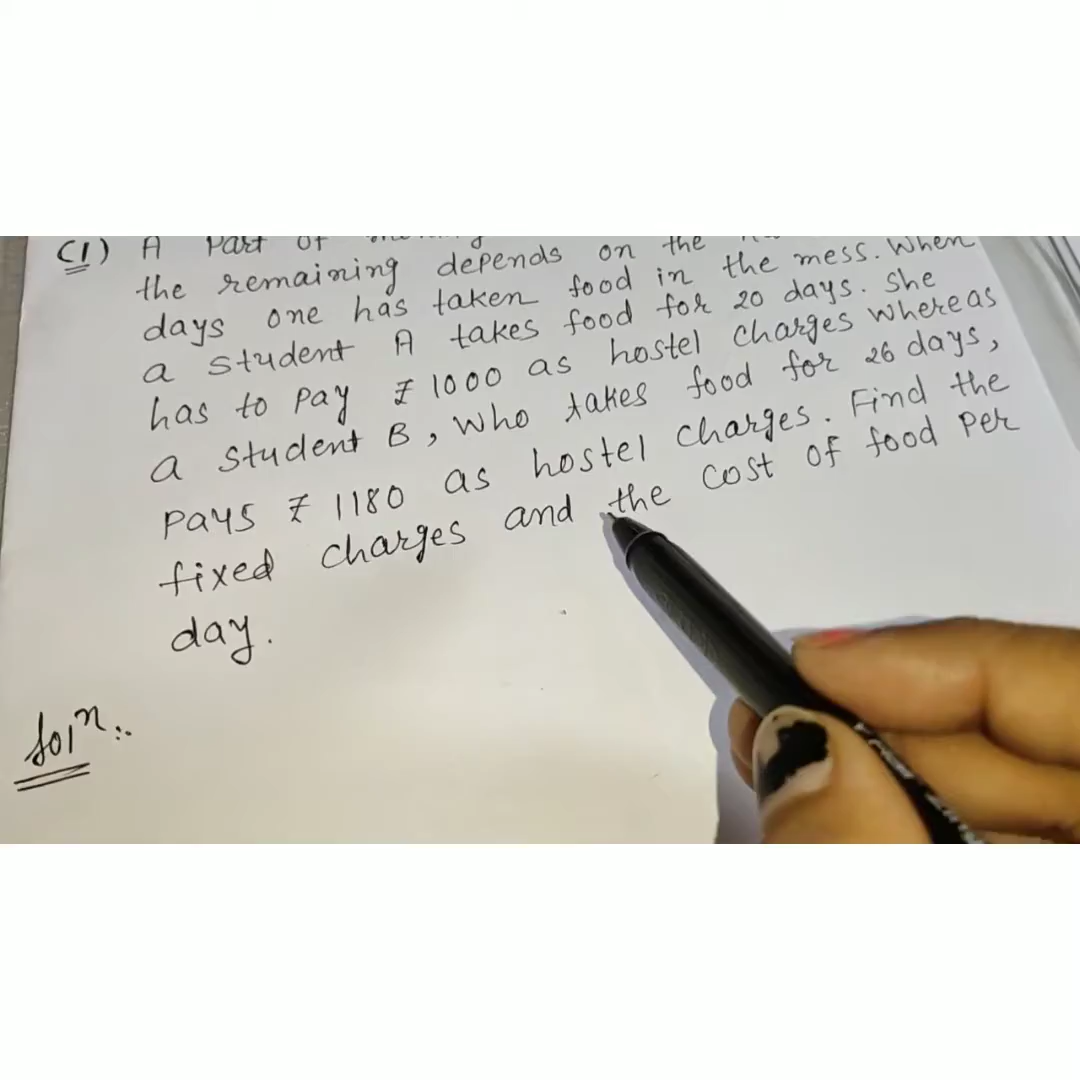 (1) A Part of
the remaining depends on the
days one has taken food in the mess. When
a student A takes food for 20 days. She
has to pay ₹ 1000 as hostel charges whereas
a student B, who takes food for 26 days,
pays ₹ 1180 as hostel charges. Find the
fixed charges and the cost of food per
day.
Solⁿ:.